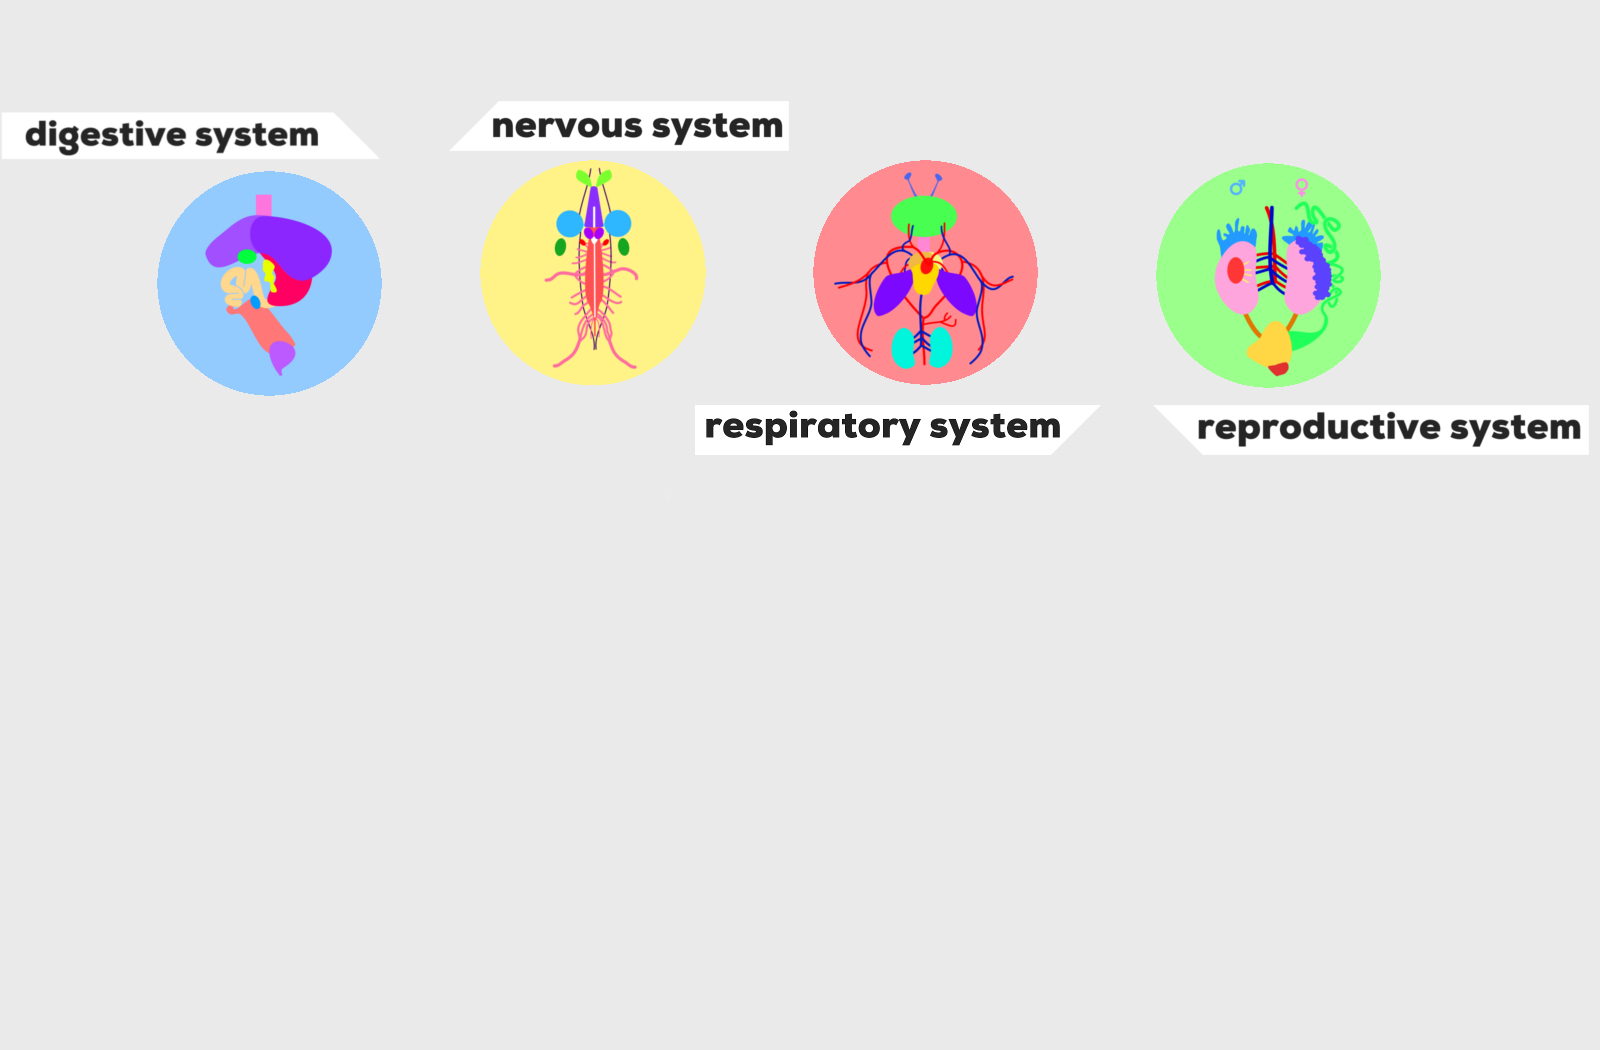 digestive system
nervous system
respiratory system
reproductive system